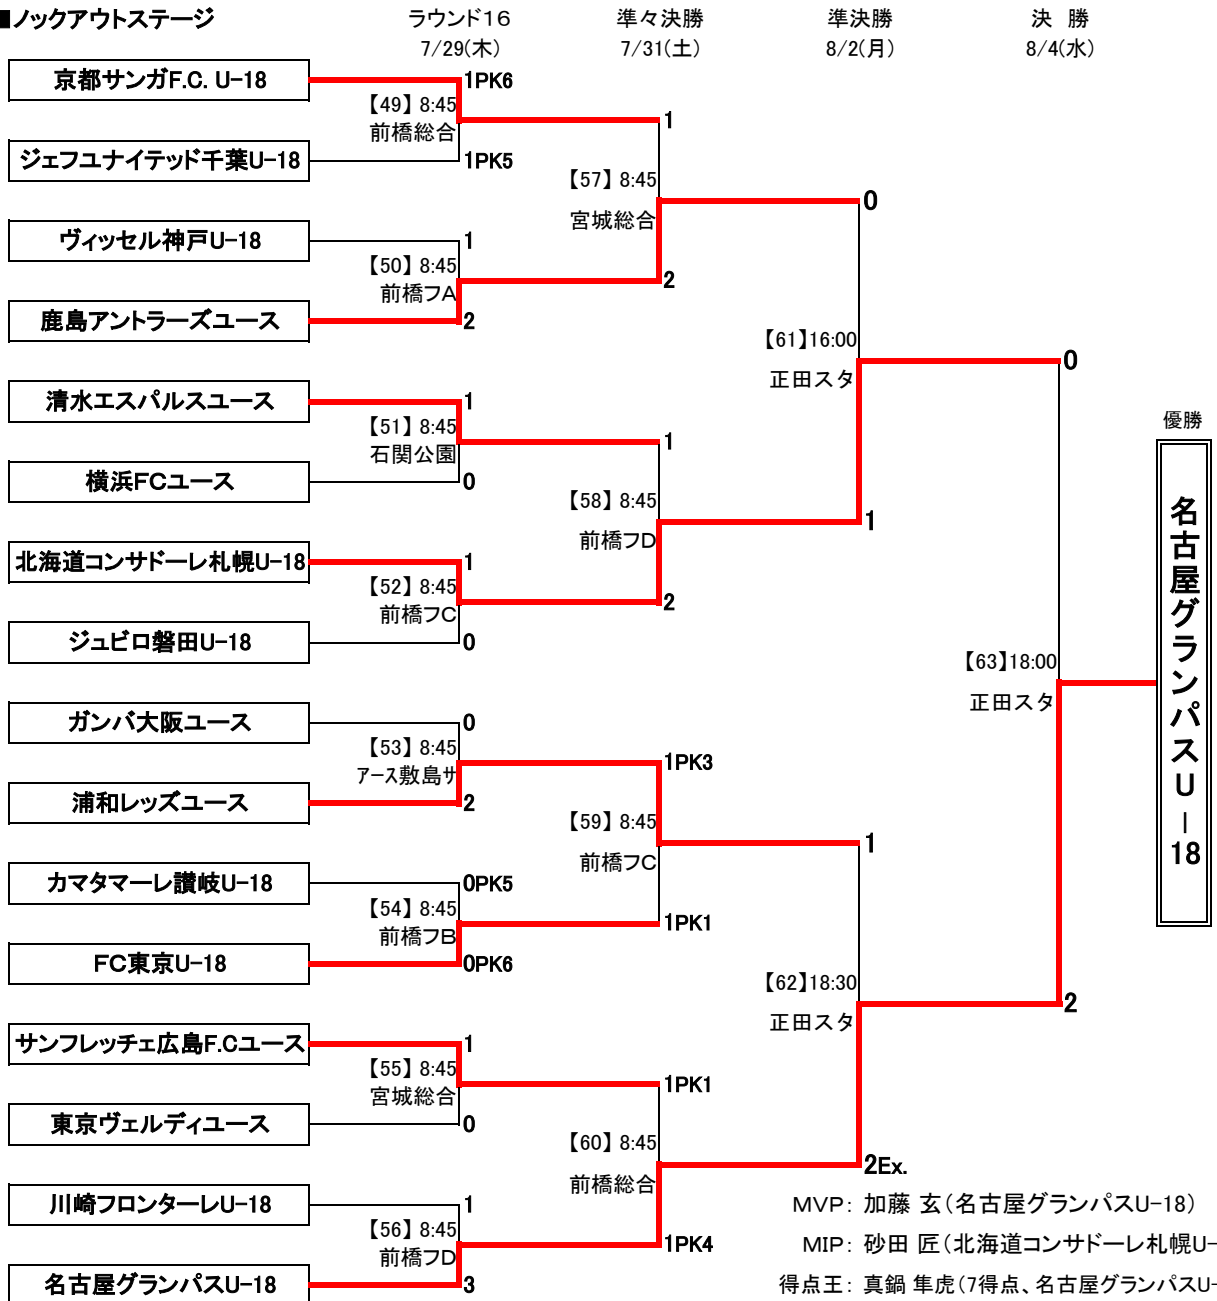 ■ノックアウトステージ
ラウンド16
準々決勝
準決勝
決 勝
7/29(木)
7/31(土)
8/2(月)
8/4(水)
京都サンガF.C. U-18
1PK6
【49】 8:45
前橋総合
1
ジェフユナイテッド千葉U-18
1PK5
【57】 8:45
宮城総合
0
ヴィッセル神戸U-18
1
【50】 8:45
前橋フA
2
鹿島アントラーズユース
2
【61】16:00
正田スタ
0
清水エスパルスユース
1
【51】 8:45
石関公園
1
横浜FCユース
0
【58】 8:45
前橋フD
1
北海道コンサドーレ札幌U-18
1
【52】 8:45
前橋フC
2
ジュビロ磐田U-18
0
【63】18:00
正田スタ
優勝
名古屋グランパスU-18
ガンバ大阪ユース
0
【53】 8:45
アース敷島サ
1PK3
浦和レッズユース
2
【59】 8:45
前橋フC
1
カマタマーレ讃岐U-18
0PK5
【54】 8:45
前橋フB
1PK1
FC東京U-18
0PK6
【62】18:30
正田スタ
2
サンフレッチェ広島F.Cユース
1
【55】 8:45
宮城総合
1PK1
東京ヴェルディユース
0
【60】 8:45
前橋総合
2Ex.
川崎フロンターレU-18
1
【56】 8:45
前橋フD
1PK4
名古屋グランパスU-18
3
MVP: 加藤 玄(名古屋グランパスU-18)
MIP: 砂田 匠(北海道コンサドーレ札幌U-
得点王: 真鍋 隼虎(7得点、名古屋グランパスU-